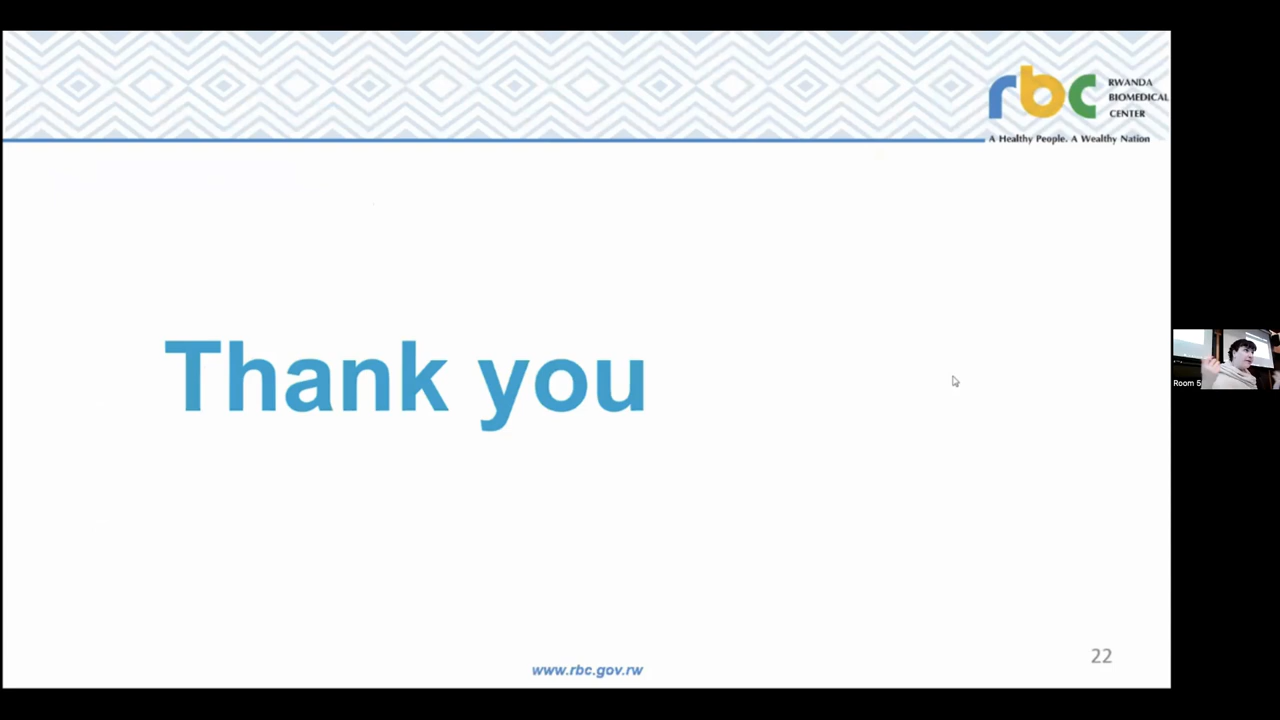 rbc
RWANDA
BIOMEDICAL
CENTER
A Healthy People. A Wealthy Nation
Thank you
Room 5
www.rbc.gov.rw
22